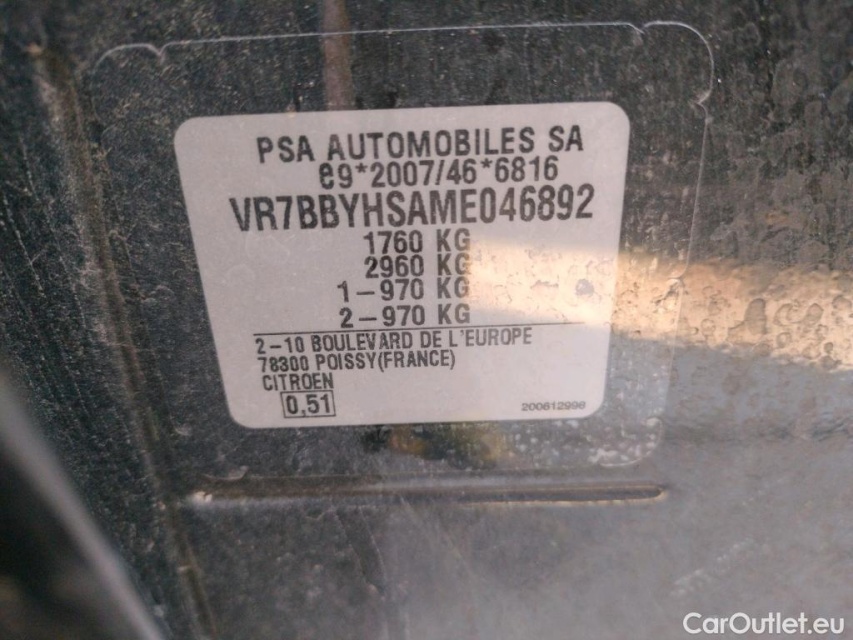 PSA AUTOMOBILES SA
e9*2007/46*6816
VR7BBYHSAME046892
1760 KG
2960 KG
1-970 KG
2-970 KG
2-10 BOULEVARD DE L'EUROPE
78300 POISSY(FRANCE)
CITROEN
0,51
200612996
CarOutlet.eu